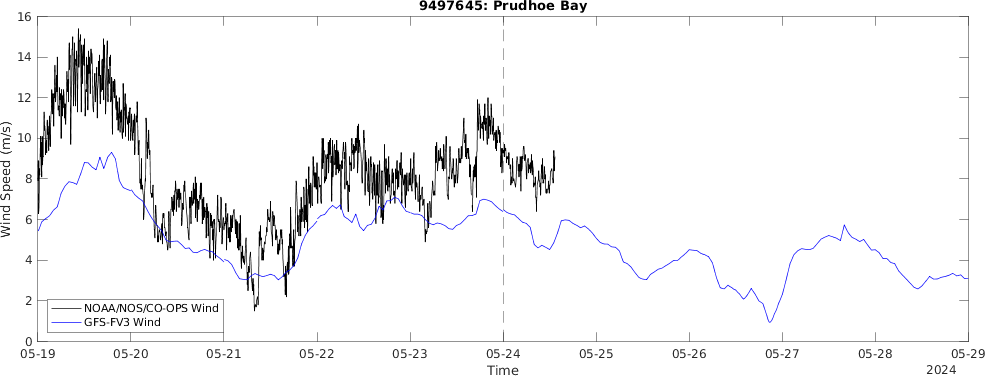 9497645: Prudhoe Bay
Wind Speed (m/s)
16
14
12
10
8
6
4
2
0
NOAA/NOS/CO-OPS Wind
GFS-FV3 Wind
05-19 05-20 05-21 05-22 05-23 05-24 05-25 05-26 05-27 05-28 05-29
Time
2024